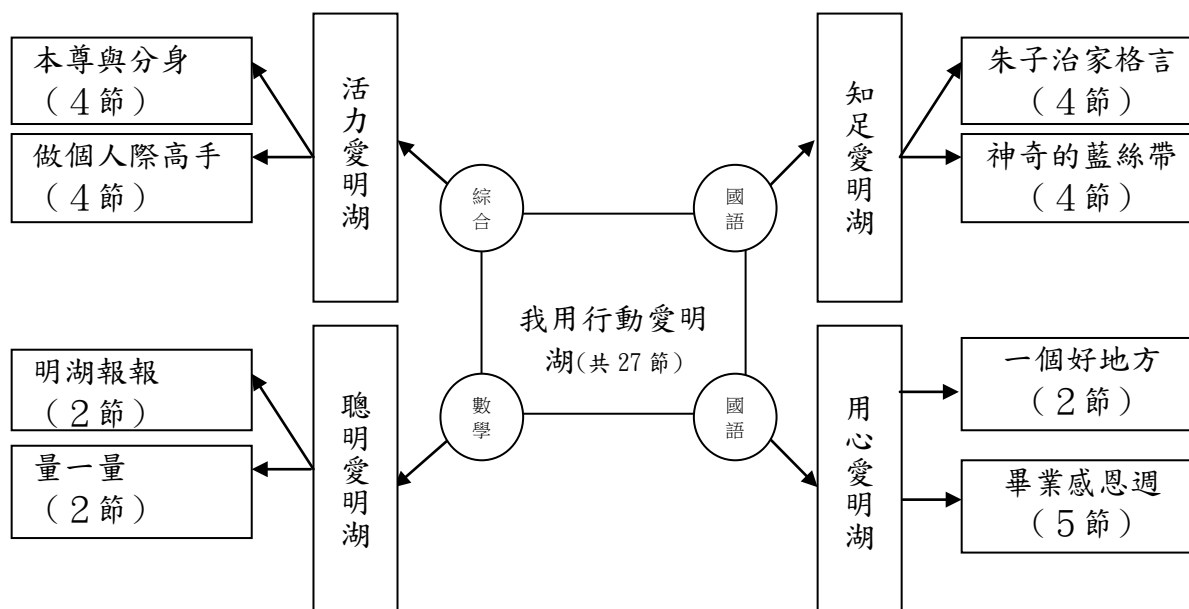 本尊與分身
（4節）
做個人際高手
（4節）
活力愛明湖
綜合
國語
知足愛明湖
朱子治家格言
（4節）
神奇的藍絲帶
（4節）
我用行動愛明
湖(共 27 節)
明湖報報
（2節）
量一量
（2節）
聰明愛明湖
數學
國語
用心愛明湖
一個好地方
（2節）
畢業感恩週
（5節）